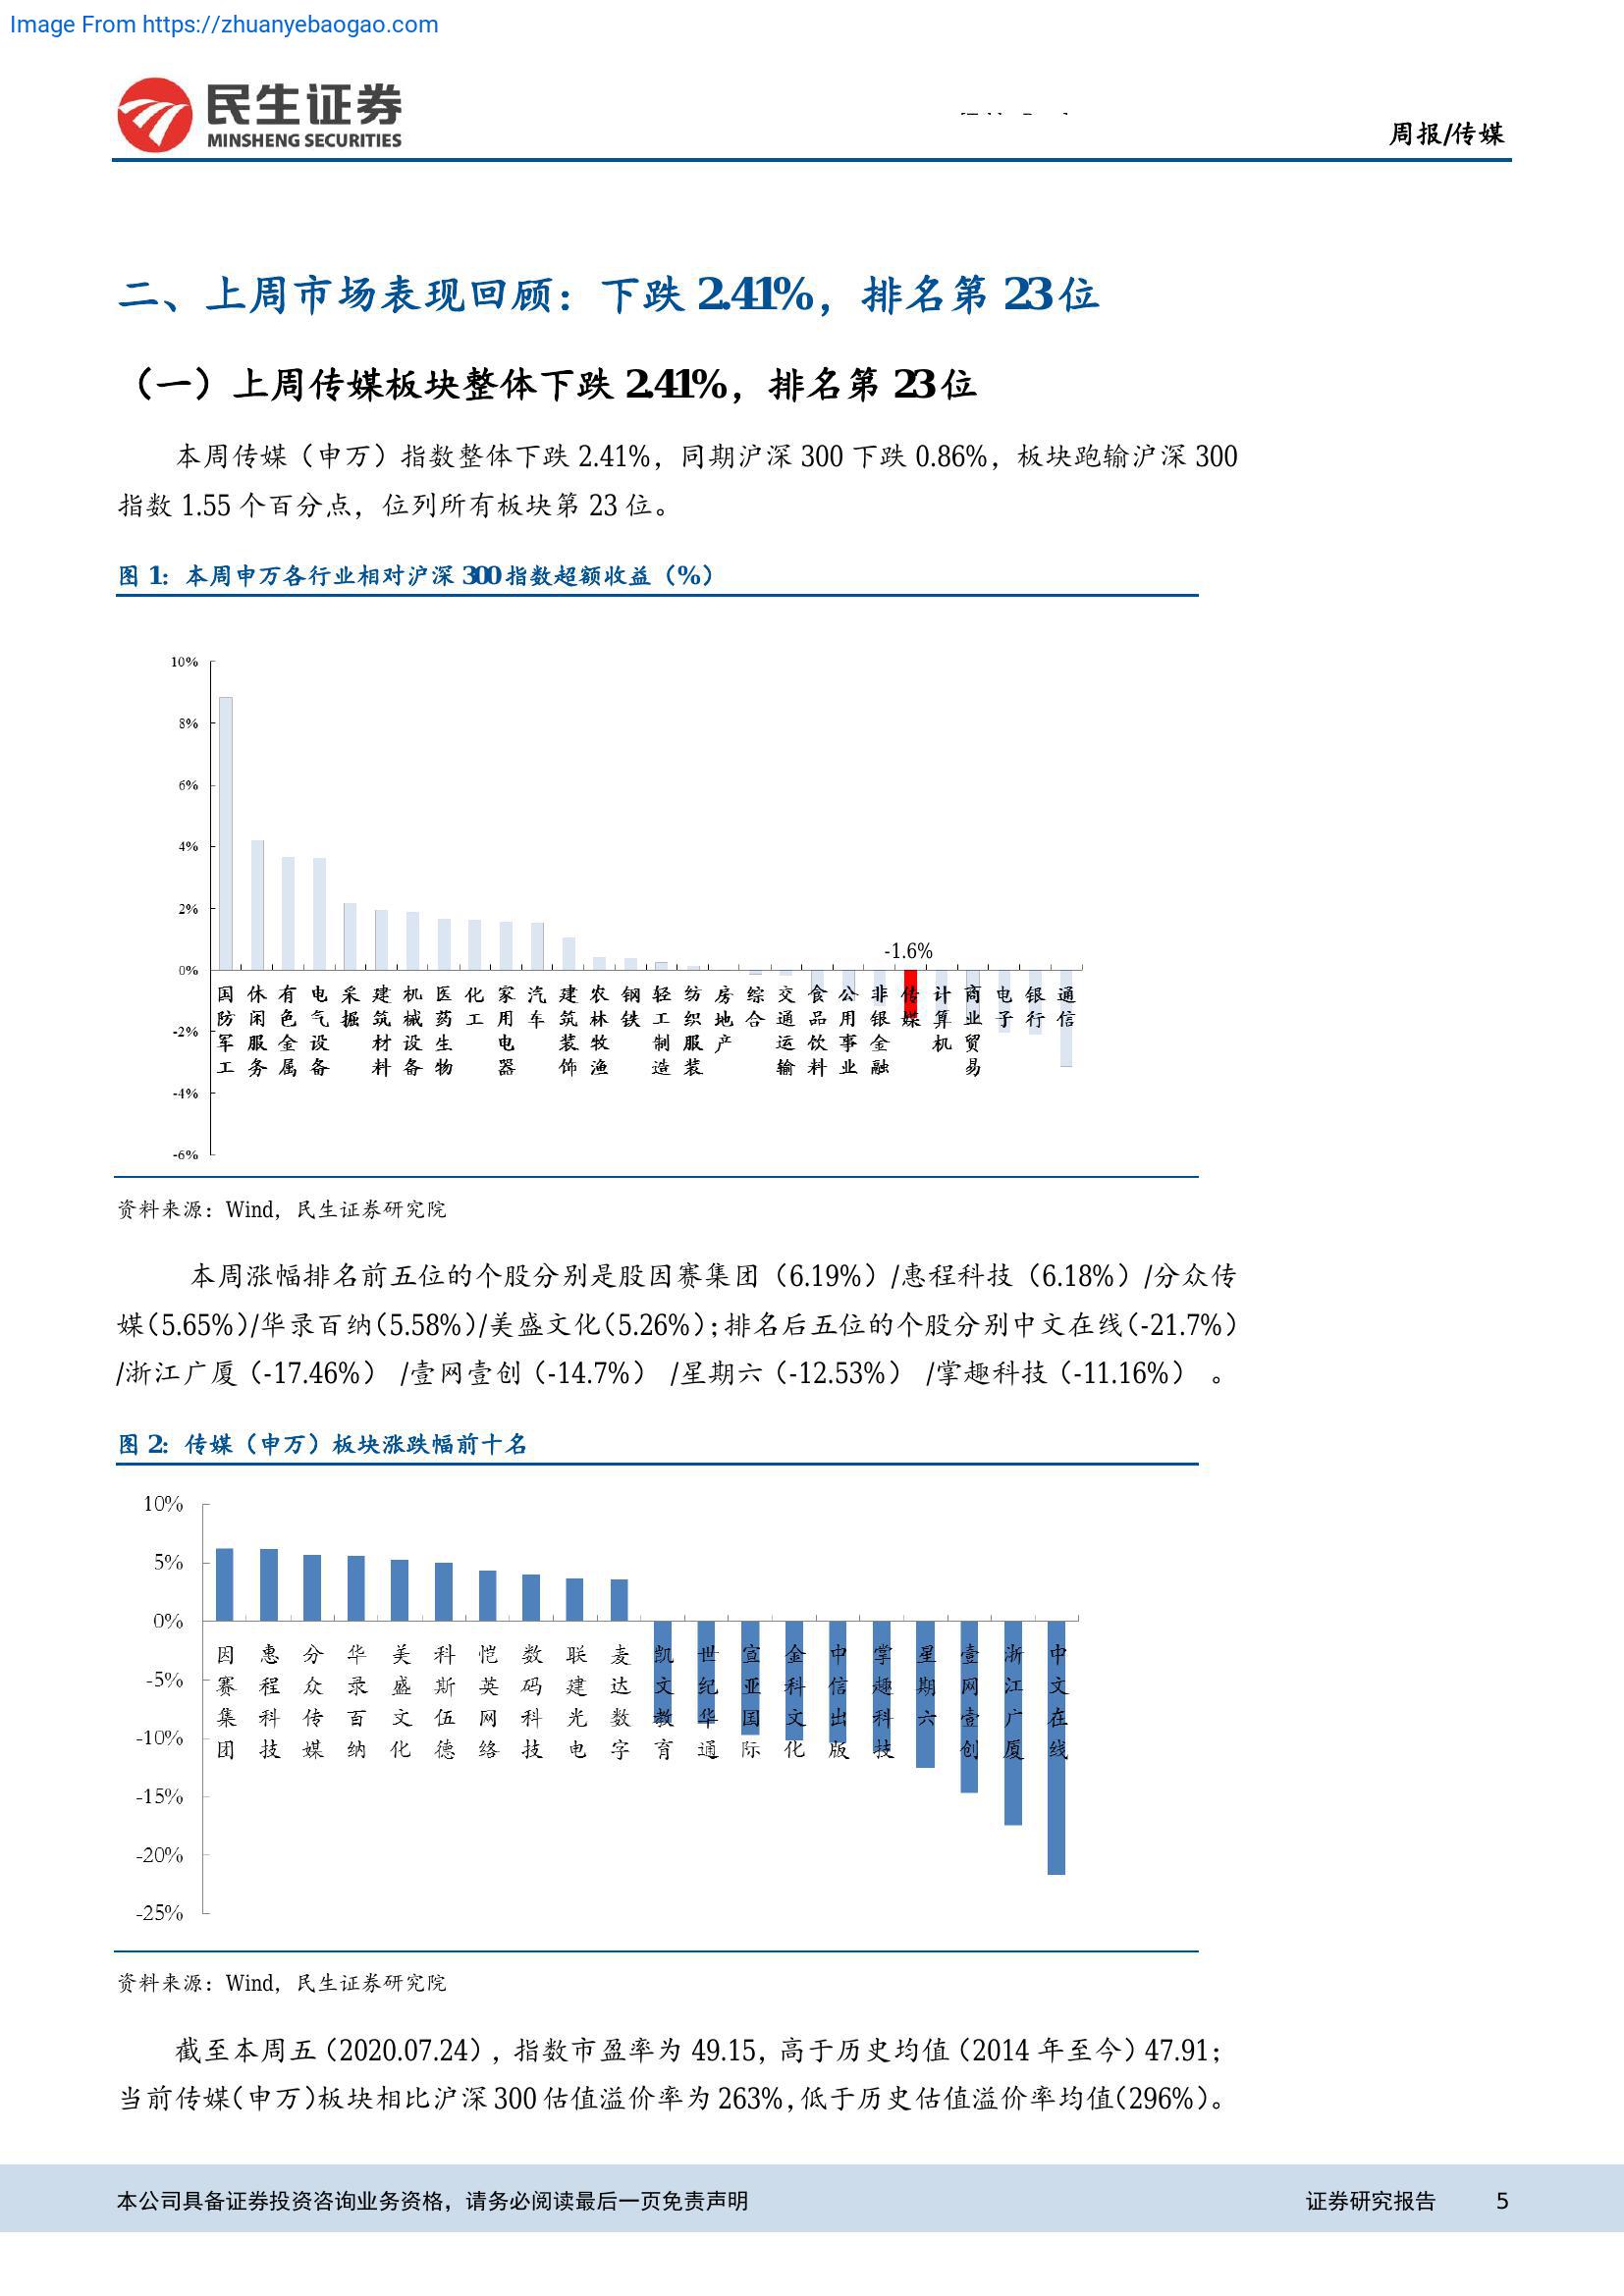 Image From https://zhuanyebaogao.com
民生证券
MINSHENG SECURITIES
周报/传媒
二、上周市场表现回顾：下跌 2.41%，排名第 23 位
（一）上周传媒板块整体下跌 2.41%，排名第 23 位
本周传媒（申万）指数整体下跌 2.41%，同期沪深 300 下跌 0.86%，板块跑输沪深 300
指数 1.55 个百分点，位列所有板块第 23 位。
图 1：本周申万各行业相对沪深 300 指数超额收益（%）
10%
8%
6%
4%
2%
0%
-2%
-4%
-6%
-1.6%
国防军工
休闲服务
有色金属
电气设备
采掘
建筑材料
机械设备
医药生物
化工
家用电器
汽车
建筑装饰
农林牧渔
钢铁
轻工制造
纺织服装
房地产
综合
交通运输
食品饮料
公用事业
非银金融
传媒
计算机
商业贸易
电子
银行
通信
资料来源：Wind，民生证券研究院
本周涨幅排名前五位的个股分别是股因赛集团（6.19%）/惠程科技（6.18%）/分众传
媒（5.65%)/华录百纳（5.58%)/美盛文化（5.26%)；排名后五位的个股分别中文在线（-21.7%）
/浙江广厦（-17.46%） /壹网壹创（-14.7%） /星期六（-12.53%） /掌趣科技（-11.16%） 。
图 2：传媒（申万）板块涨跌幅前十名
10%
5%
0%
-5%
-10%
-15%
-20%
-25%
因赛集团
惠程科技
分众传媒
华录百纳
美盛文化
科斯伍德
恺英网络
数码科技
联建光电
麦达数字
凯文教育
世纪华通
宣亚国际
金科文化
中信出版
掌趣科技
星期六
壹网壹创
浙江广厦
中文在线
资料来源：Wind，民生证券研究院
截至本周五（2020.07.24），指数市盈率为 49.15，高于历史均值（2014 年至今）47.91；
当前传媒（申万）板块相比沪深 300 估值溢价率为 263%，低于历史估值溢价率均值（296%）。
本公司具备证券投资咨询业务资格，请务必阅读最后一页免责声明
证券研究报告 5